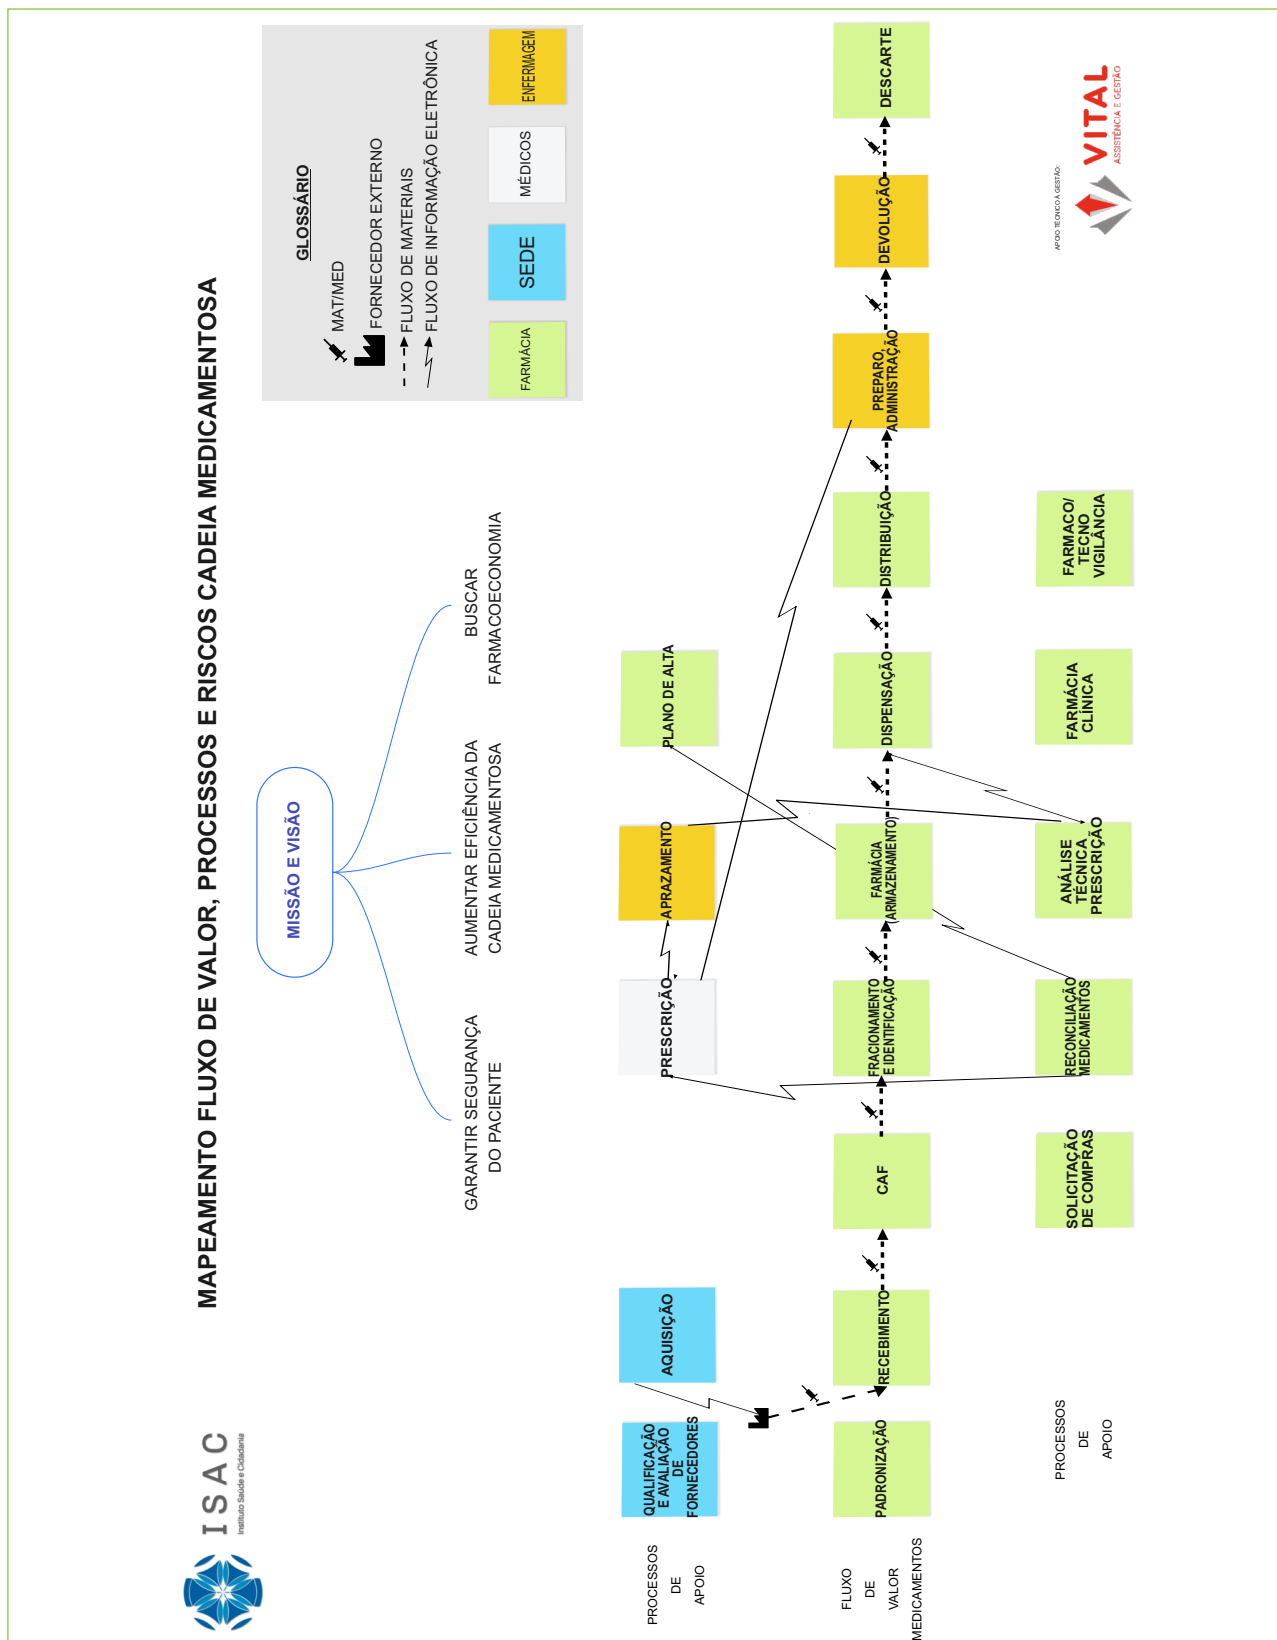 ISAC
Instituto Saúde e Cidadania
MAPEAMENTO FLUXO DE VALOR, PROCESSOS E RISCOS CADEIA MEDICAMENTOSA
MISSÃO E VISÃO
GARANTIR SEGURANÇA
DO PACIENTE
AUMENTAR EFICIÊNCIA DA
CADEIA MEDICAMENTOSA
BUSCAR
FARMACOECONOMIA
GLOSSÁRIO
MAT/MED
FORNECEDOR EXTERNO
FLUXO DE MATERIAIS
FLUXO DE INFORMAÇÃO ELETRÔNICA
FARMÁCIA
SEDE
MÉDICOS
ENFERMAGEM
PROCESSOS
DE
APOIO
QUALIFICAÇÃO
E AVALIAÇÃO
DE
FORNECEDORES
AQUISIÇÃO
PRESCRIÇÃO
APRAZAMENTO
PLANO DE ALTA
FLUXO
DE
VALOR
MEDICAMENTOS
PADRONIZAÇÃO
RECEBIMENTO
CAF
FRACIONAMENTO
E IDENTIFICAÇÃO
FARMÁCIA
(ARMAZENAMENTO)
DISPENSAÇÃO
DISTRIBUIÇÃO
PREPARO,
ADMINISTRAÇÃO
DEVOLUÇÃO
DESCARTE
PROCESSOS
DE
APOIO
SOLICITAÇÃO
DE COMPRAS
RECONCILIAÇÃO
MEDICAMENTOS
ANÁLISE
TÉCNICA
PRESCRIÇÃO
FARMÁCIA
CLÍNICA
FARMACO/
TECNO
VIGILÂNCIA
APOIO TÉCNICO À GESTÃO:
VITAL
ASSISTÊNCIA E GESTÃO